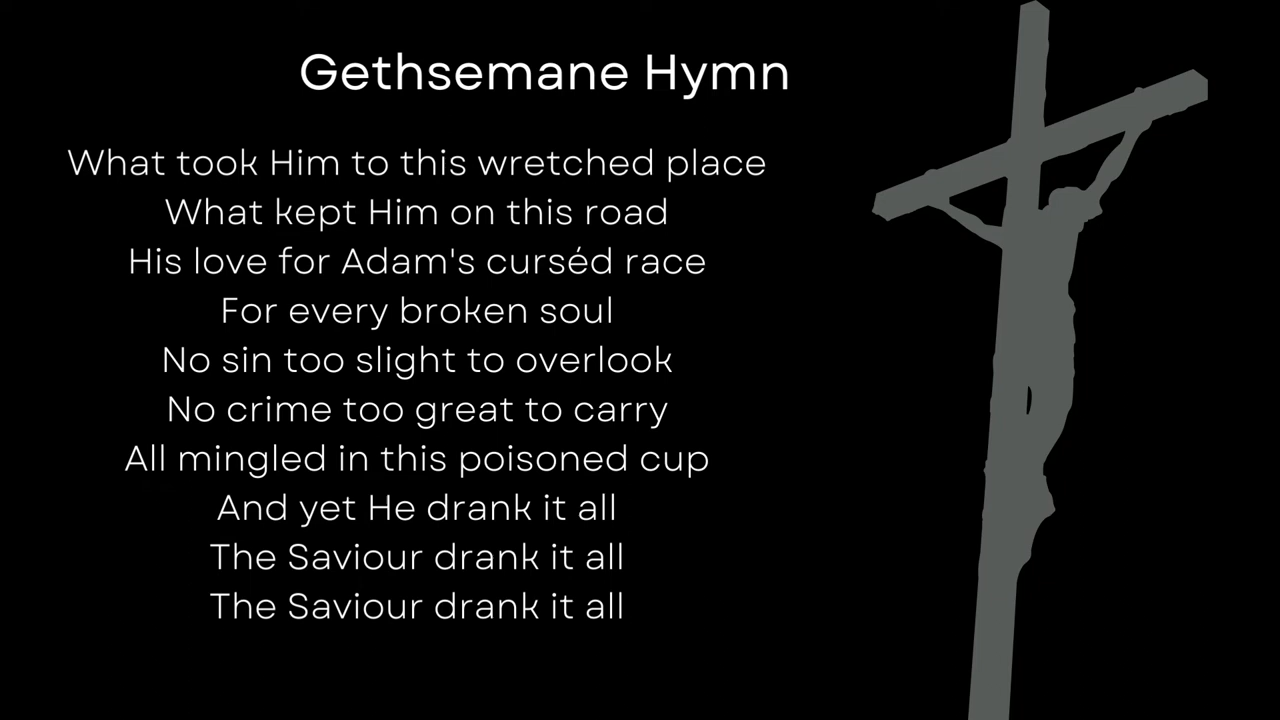 Gethsemane Hymn
What took Him to this wretched place
What kept Him on this road
His love for Adam's curséd race
For every broken soul
No sin too slight to overlook
No crime too great to carry
All mingled in this poisoned cup
And yet He drank it all
The Saviour drank it all
The Saviour drank it all